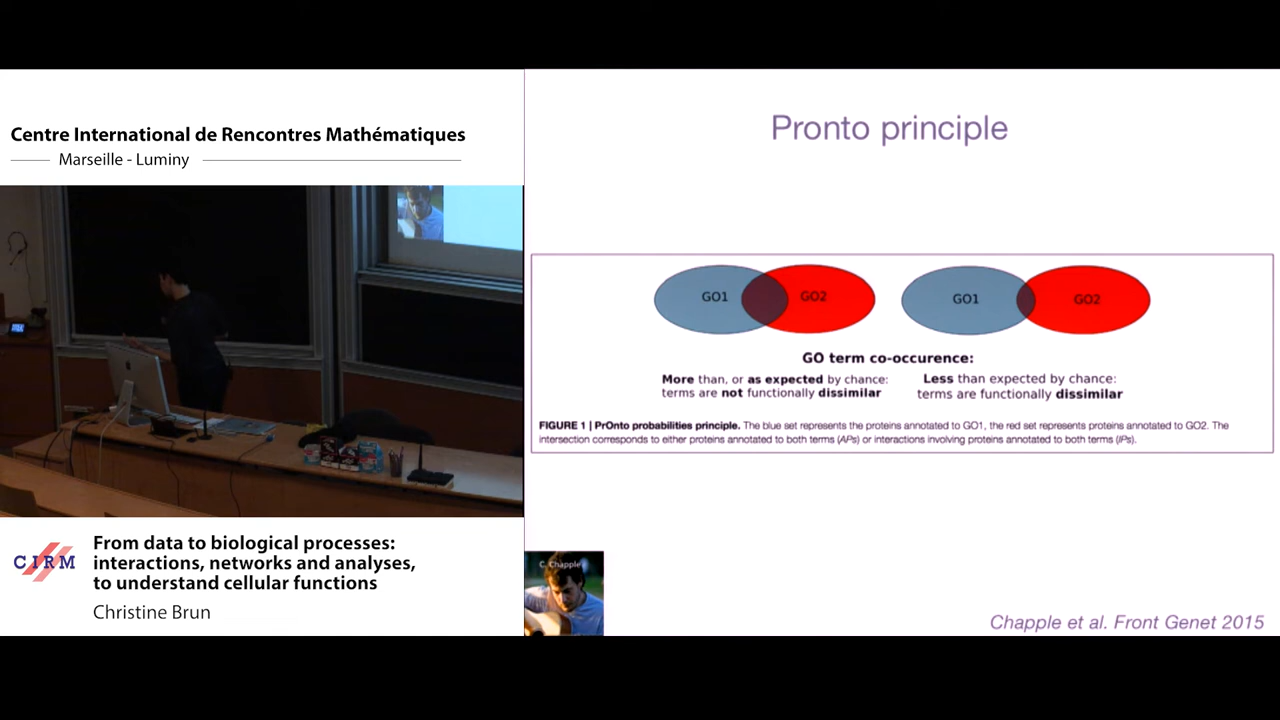 Centre International de Rencontres Mathématiques
Marseille - Luminy
CIRM
From data to biological processes:
interactions, networks and analyses,
to understand cellular functions
Christine Brun
Pronto principle
GO1
GO2
GO1
GO2
GO term co-occurence:
More than, or as expected by chance:
terms are not functionally dissimilar
Less than expected by chance:
terms are functionally dissimilar
FIGURE 1 | PrOnto probabilities principle. The blue set represents the proteins annotated to GO1, the red set represents proteins annotated to GO2. The
intersection corresponds to either proteins annotated to both terms (APs) or interactions involving proteins annotated to both terms (IPs).
C. Chapple
Chapple et al. Front Genet 2015